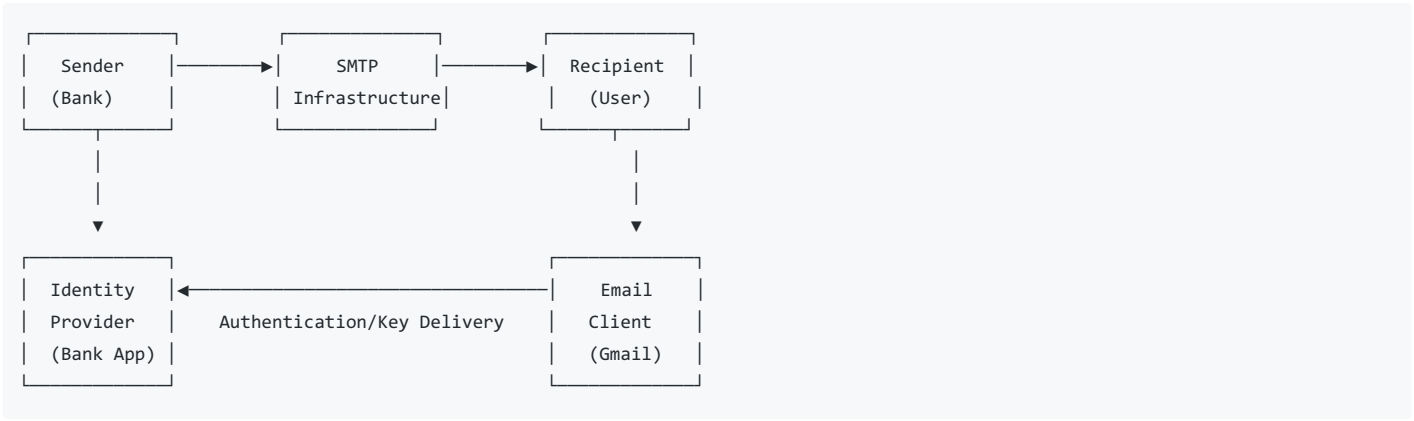 Sender SMTP Recipient
(Bank) Infrastructure (User)
Identity Email
Provider Authentication/Key Delivery Client
(Bank App) (Gmail)